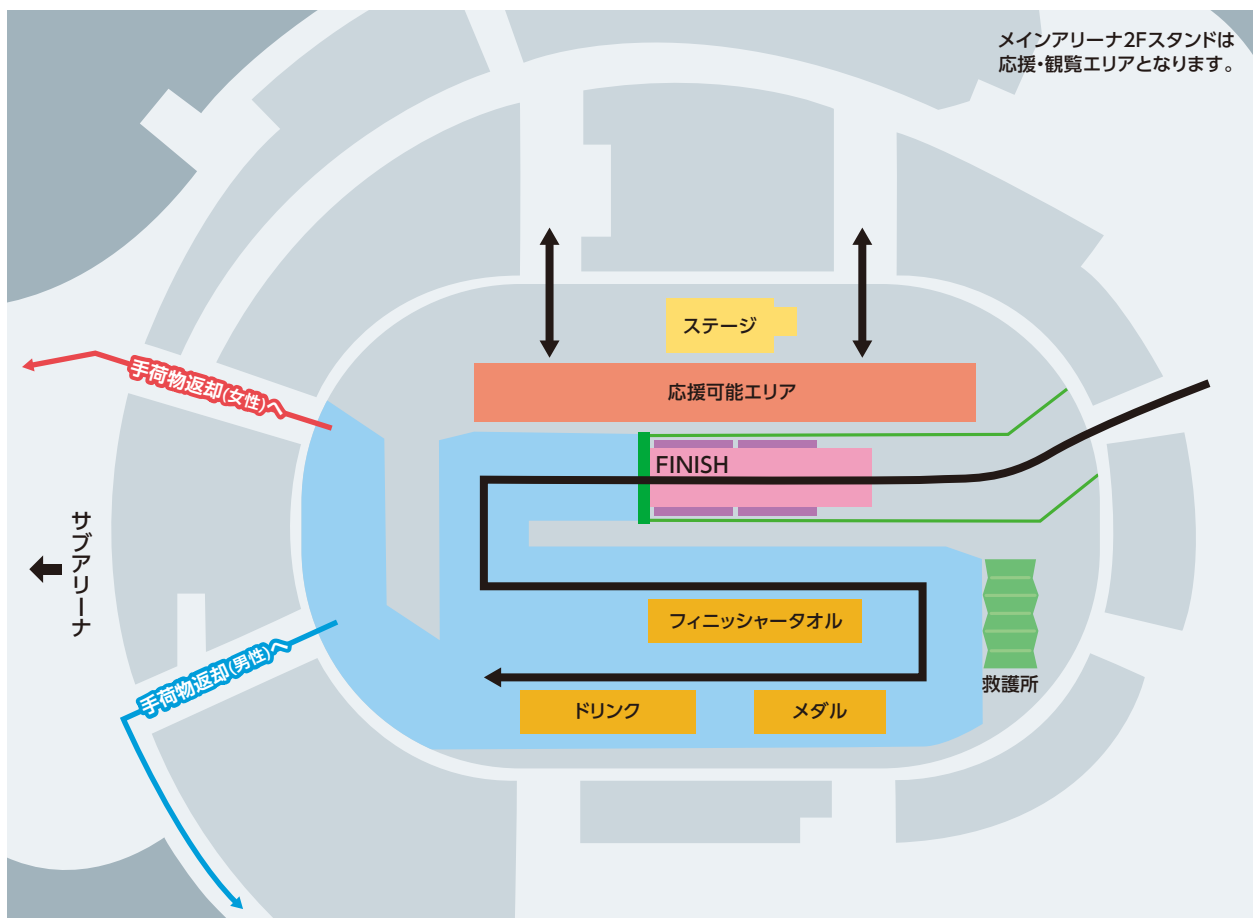 メインアリーナ2Fスタンドは
応援・観覧エリアとなります。
ステージ
手荷物返却(女性)へ
応援可能エリア
FINISH
サブアリーナ
フィニッシャータオル
手荷物返却(男性)へ
救護所
ドリンク
メダル